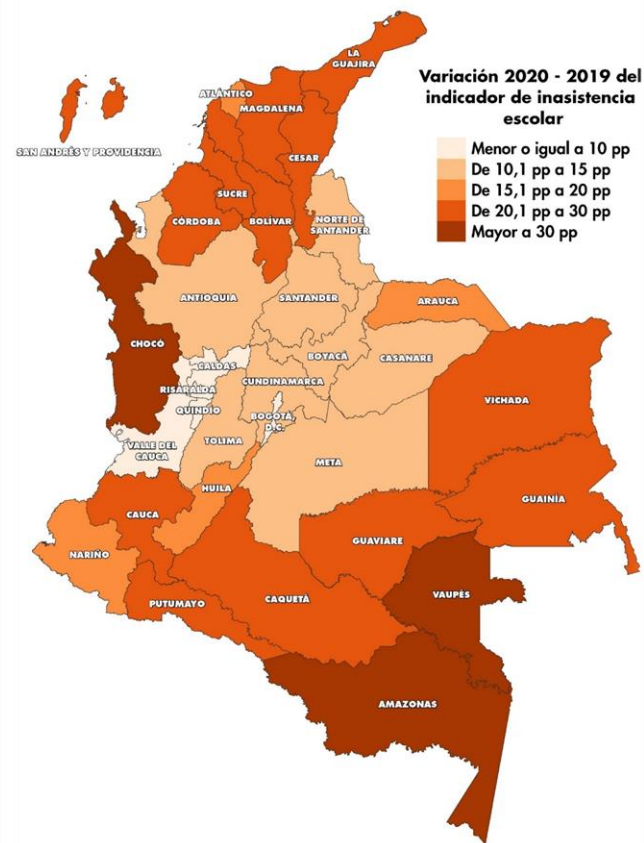 LA
GUAJIRA
Variación 2020 - 2019 del
indicador de inasistencia
escolar
Menor o igual a 10 pp
De 10,1 pp a 15 pp
De 15,1 pp a 20 pp
De 20,1 pp a 30 pp
Mayor a 30 pp
ATLÁNTICO
MAGDALENA
SAN ANDRÉS Y PROVIDENCIA
CESAR
SUCRE
CÓRDOBA
BOLÍVAR
NORTE DE
SANTANDER
ANTIOQUIA
SANTANDER
ARAUCA
CHOCÓ
BOYACÁ
CASANARE
CALDAS
CUNDINAMARCA
RISARALDA
QUINDÍO
BOGOTÁ,
D.C.
VICHADA
VALLE DEL
CAUCA
TOLIMA
META
HUILA
GUAINÍA
CAUCA
GUAVIARE
NARIÑO
VAUPÉS
PUTUMAYO
CAQUETÁ
AMAZONAS